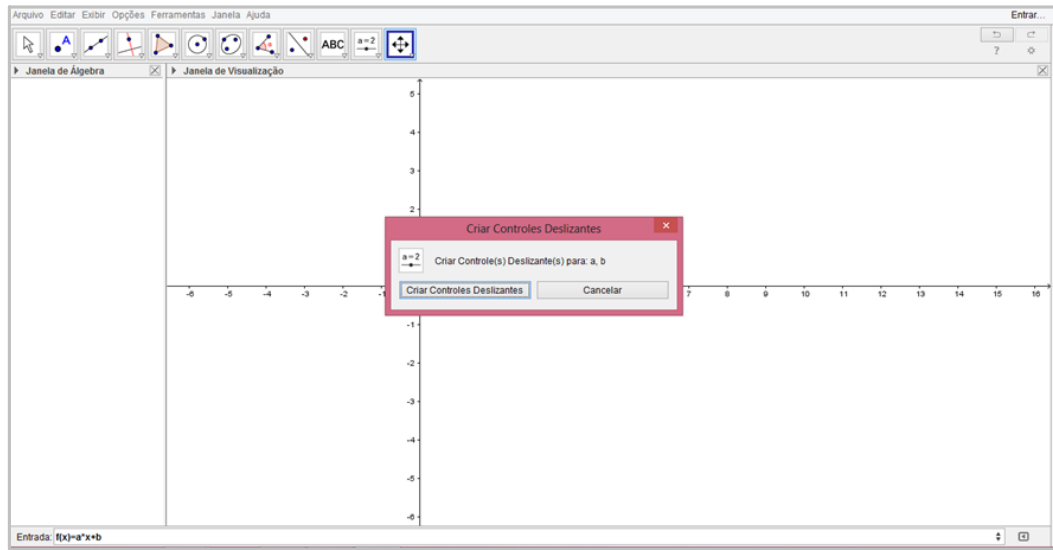 Arquivo Editar Exibir Opções Ferramentas Janela Ajuda Entrar...
A ABC a=2
?
Janela de Álgebra Janela de Visualização
5
4
3
2
Criar Controles Deslizantes
a=2 Criar Controle(s) Deslizante(s) para: a, b
Criar Controles Deslizantes Cancelar
-6 -5 -4 -3 -2 -1 7 8 9 10 11 12 13 14 15 16
-1
-2
-3
-4
-5
-6
Entrada: f(x)=a*x+b